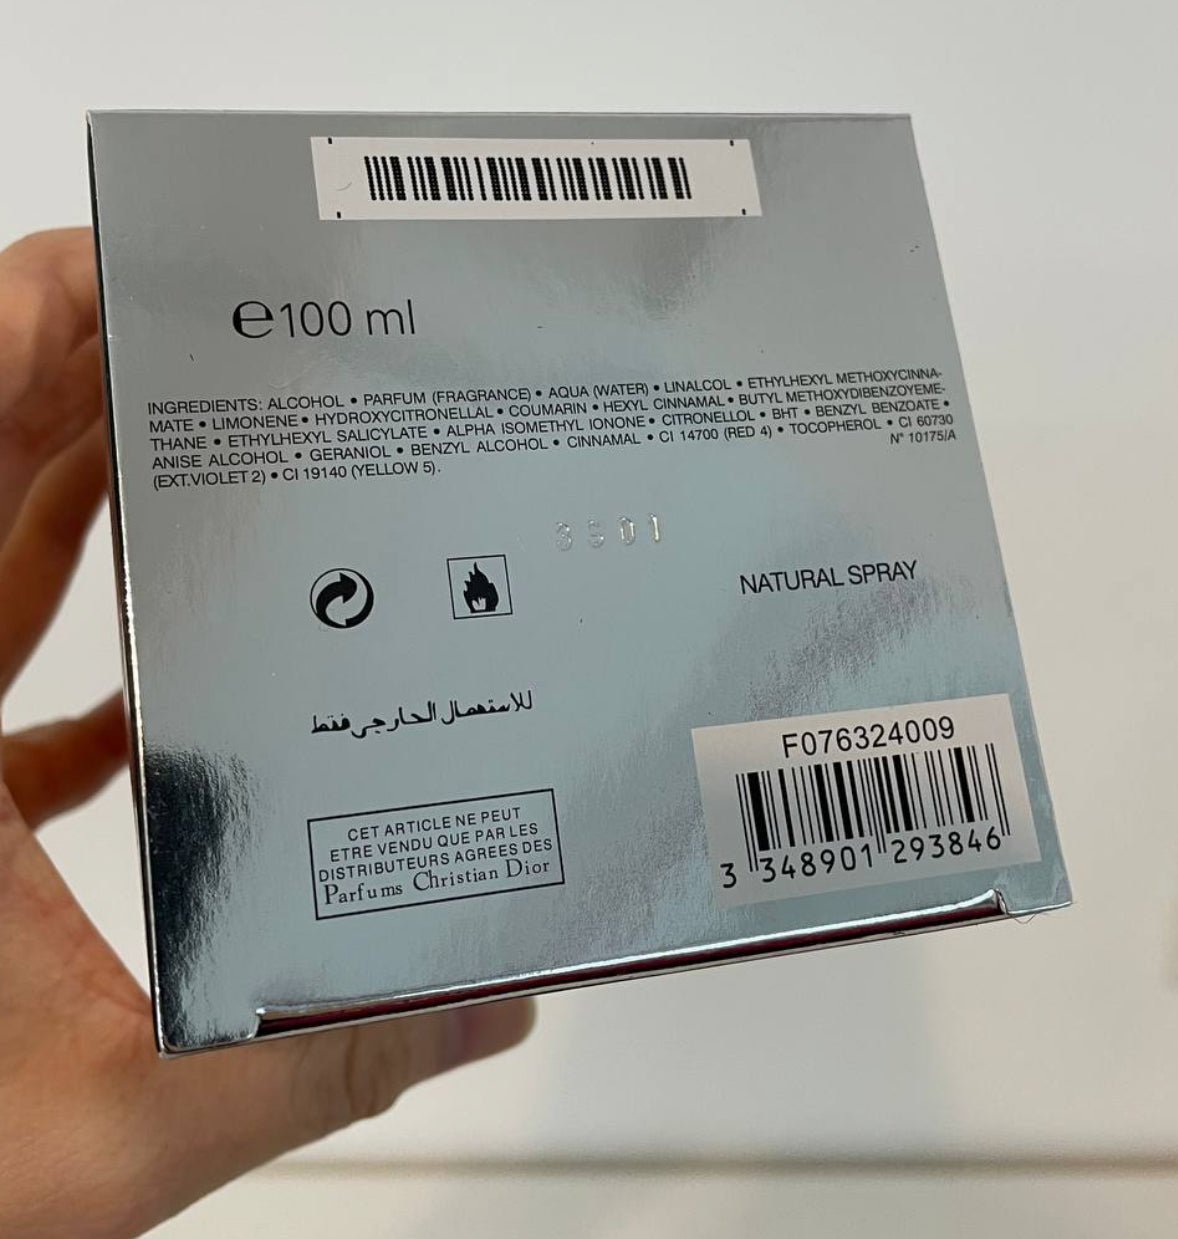 e100 ml
INGREDIENTS: ALCOHOL • PARFUM (FRAGRANCE) • AQUA (WATER) • LINALCOL • ETHYLHEXYL METHOXYCINNA-
MATE • LIMONENE • HYDROXYCITRONELLAL • COUMARIN • HEXYL CINNAMAL • BUTYL METHOXYDIBENZOYEME-
THANE • ETHYLHEXYL SALICYLATE • ALPHA ISOMETHYL IONONE • CITRONELLOL • BHT • BENZYL BENZOATE •
ANISE ALCOHOL • GERANIOL • BENZYL ALCOHOL • CINNAMAL • CI 14700 (RED 4) • TOCOPHEROL • CI 60730
(EXT.VIOLET 2) • CI 19140 (YELLOW 5).
N° 10175/A
NATURAL SPRAY
للاستعمال الحارجى فقط
F076324009
3 348901 293846
CET ARTICLE NE PEUT
ETRE VENDU QUE PAR LES
DISTRIBUTEURS AGREES DES
Parfums Christian Dior